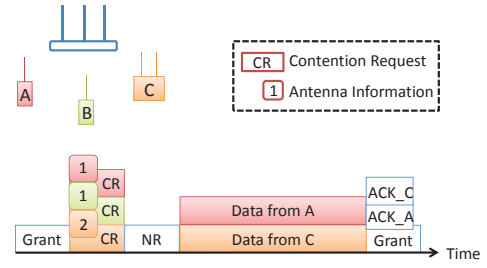 CR Contention Request
1 Antenna Information
A
B
C
1
CR
1
CR
2
CR
Grant
NR
Data from A
Data from C
ACK_C
ACK_A
Grant
Time